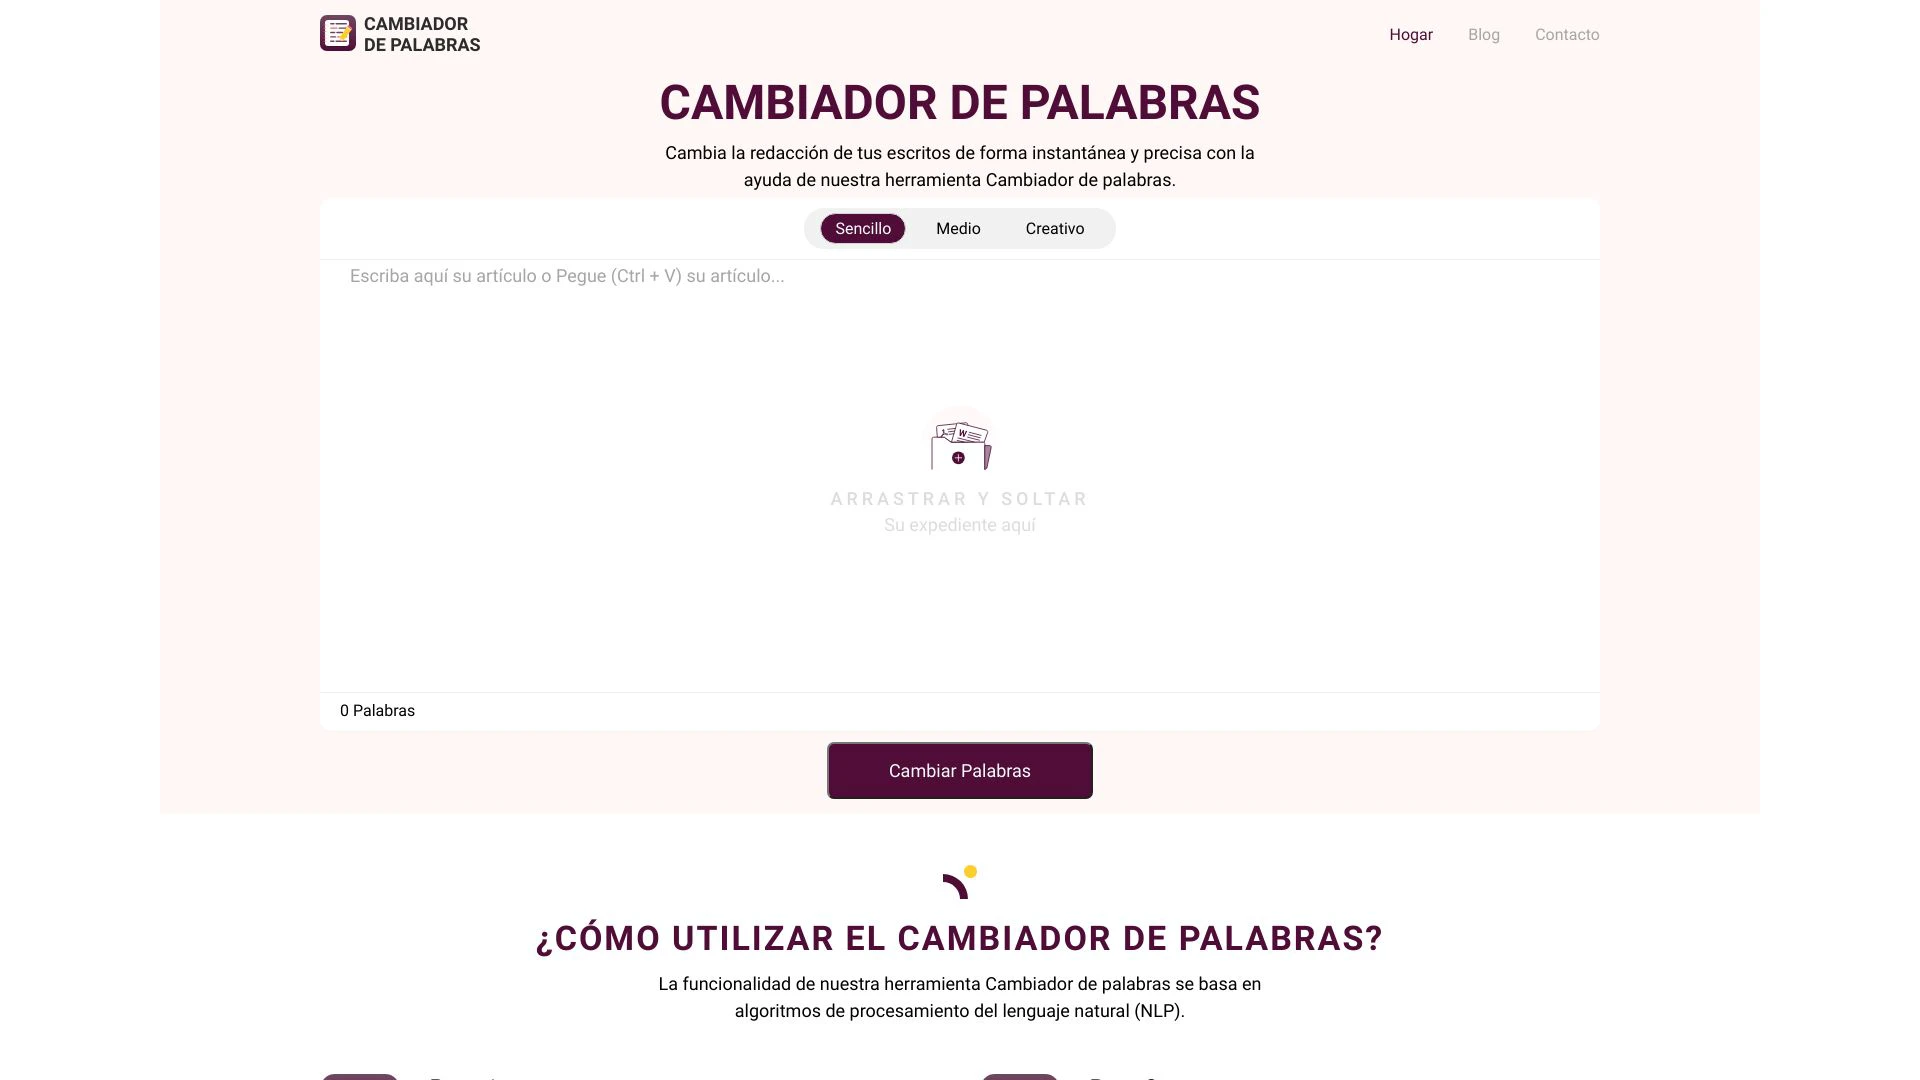 CAMBIADOR
DE PALABRAS
Hogar
Blog
Contacto
CAMBIADOR DE PALABRAS
Cambia la redacción de tus escritos de forma instantánea y precisa con la
ayuda de nuestra herramienta Cambiador de palabras.
Sencillo
Medio
Creativo
Escriba aquí su artículo o Pegue (Ctrl + V) su artículo...
W
ARRASTRAR Y SOLTAR
Su expediente aquí
0 Palabras
Cambiar Palabras
¿CÓMO UTILIZAR EL CAMBIADOR DE PALABRAS?
La funcionalidad de nuestra herramienta Cambiador de palabras se basa en
algoritmos de procesamiento del lenguaje natural (NLP).